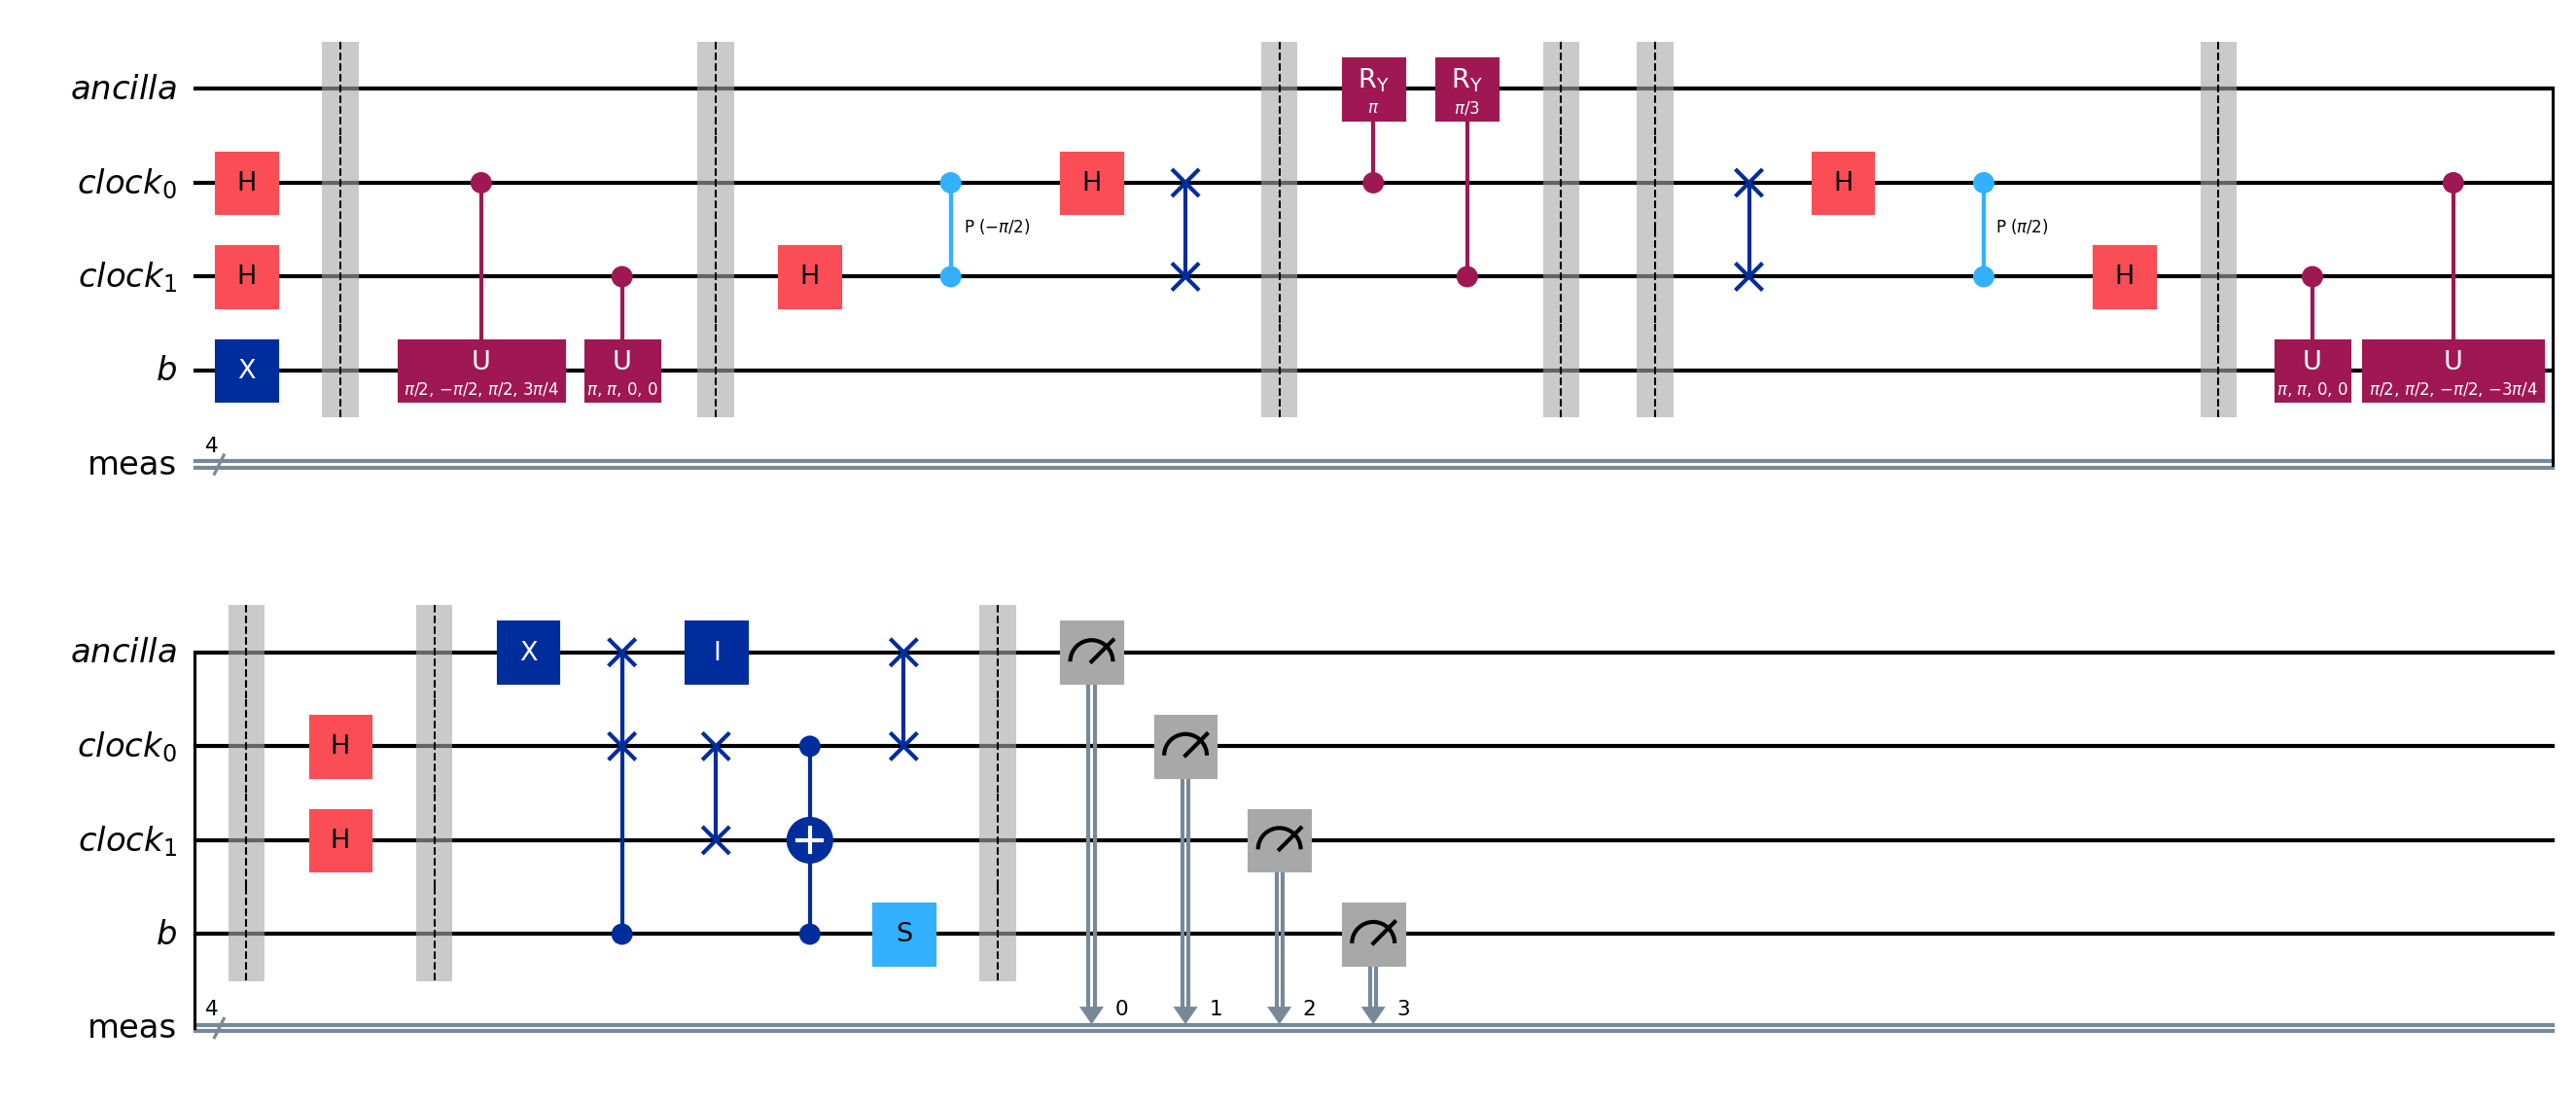 ancilla R_Y π R_Y π/3
clock_0 H H H
P (−π/2) P (π/2)
clock_1 H H H
b X U π/2, −π/2, π/2, 3π/4 U π, π, 0, 0 U π, π, 0, 0 U π/2, π/2, −π/2, −3π/4
meas 4
ancilla X I
clock_0 H
clock_1 H
b S
meas 4 0 1 2 3